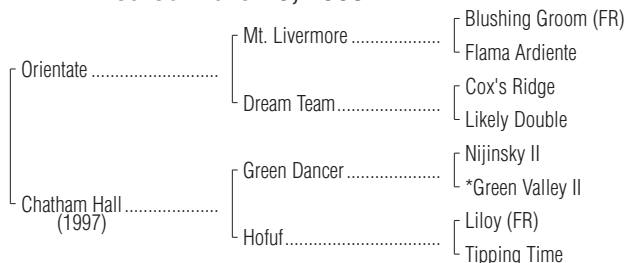 Blushing Groom (FR)
Mt. Livermore
Flama Ardiente
Orientate
Cox's Ridge
Dream Team
Likely Double
Nijinsky II
Green Dancer
*Green Valley II
Chatham Hall
(1997)
Liloy (FR)
Hofuf
Tipping Time